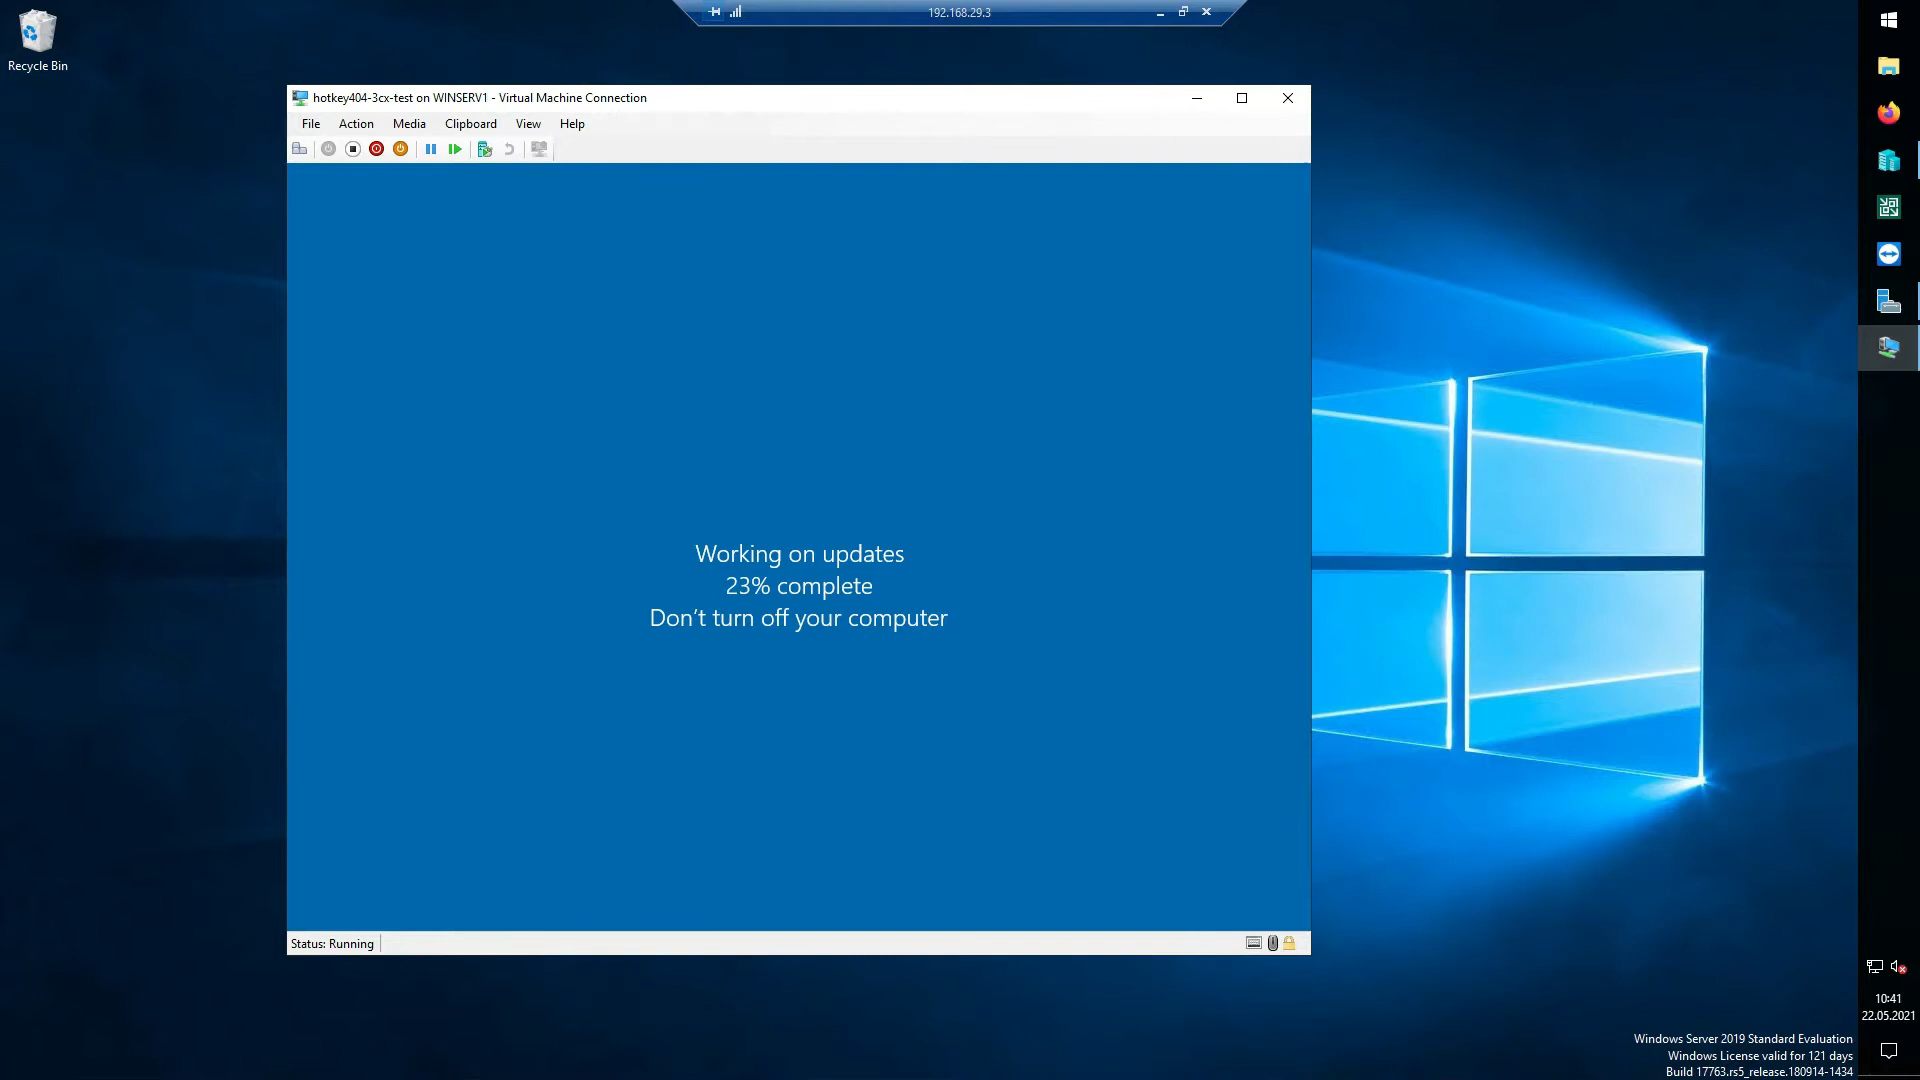 192.168.29.3
Recycle Bin
hotkey404-3cx-test on WINSERV1 - Virtual Machine Connection
File Action Media Clipboard View Help
Working on updates
23% complete
Don't turn off your computer
Status: Running
10:41
22.05.2021
Windows Server 2019 Standard Evaluation
Windows License valid for 121 days
Build 17763.rs5_release.180914-1434